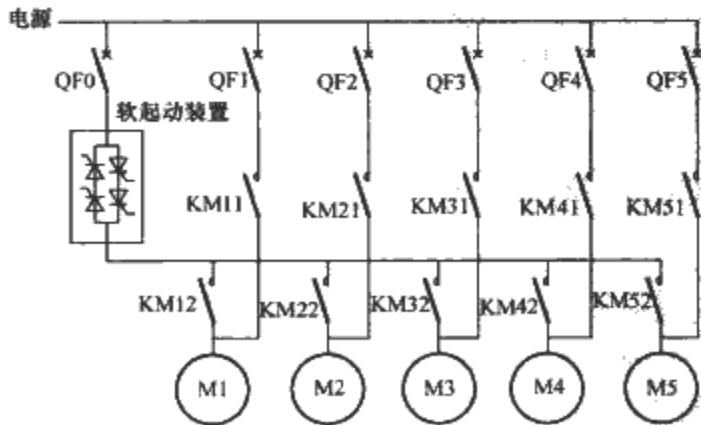 电源
QF0 QF1 QF2 QF3 QF4 QF5
软起动装置
KM11 KM21 KM31 KM41 KM51
KM12 KM22 KM32 KM42 KM52
M1 M2 M3 M4 M5